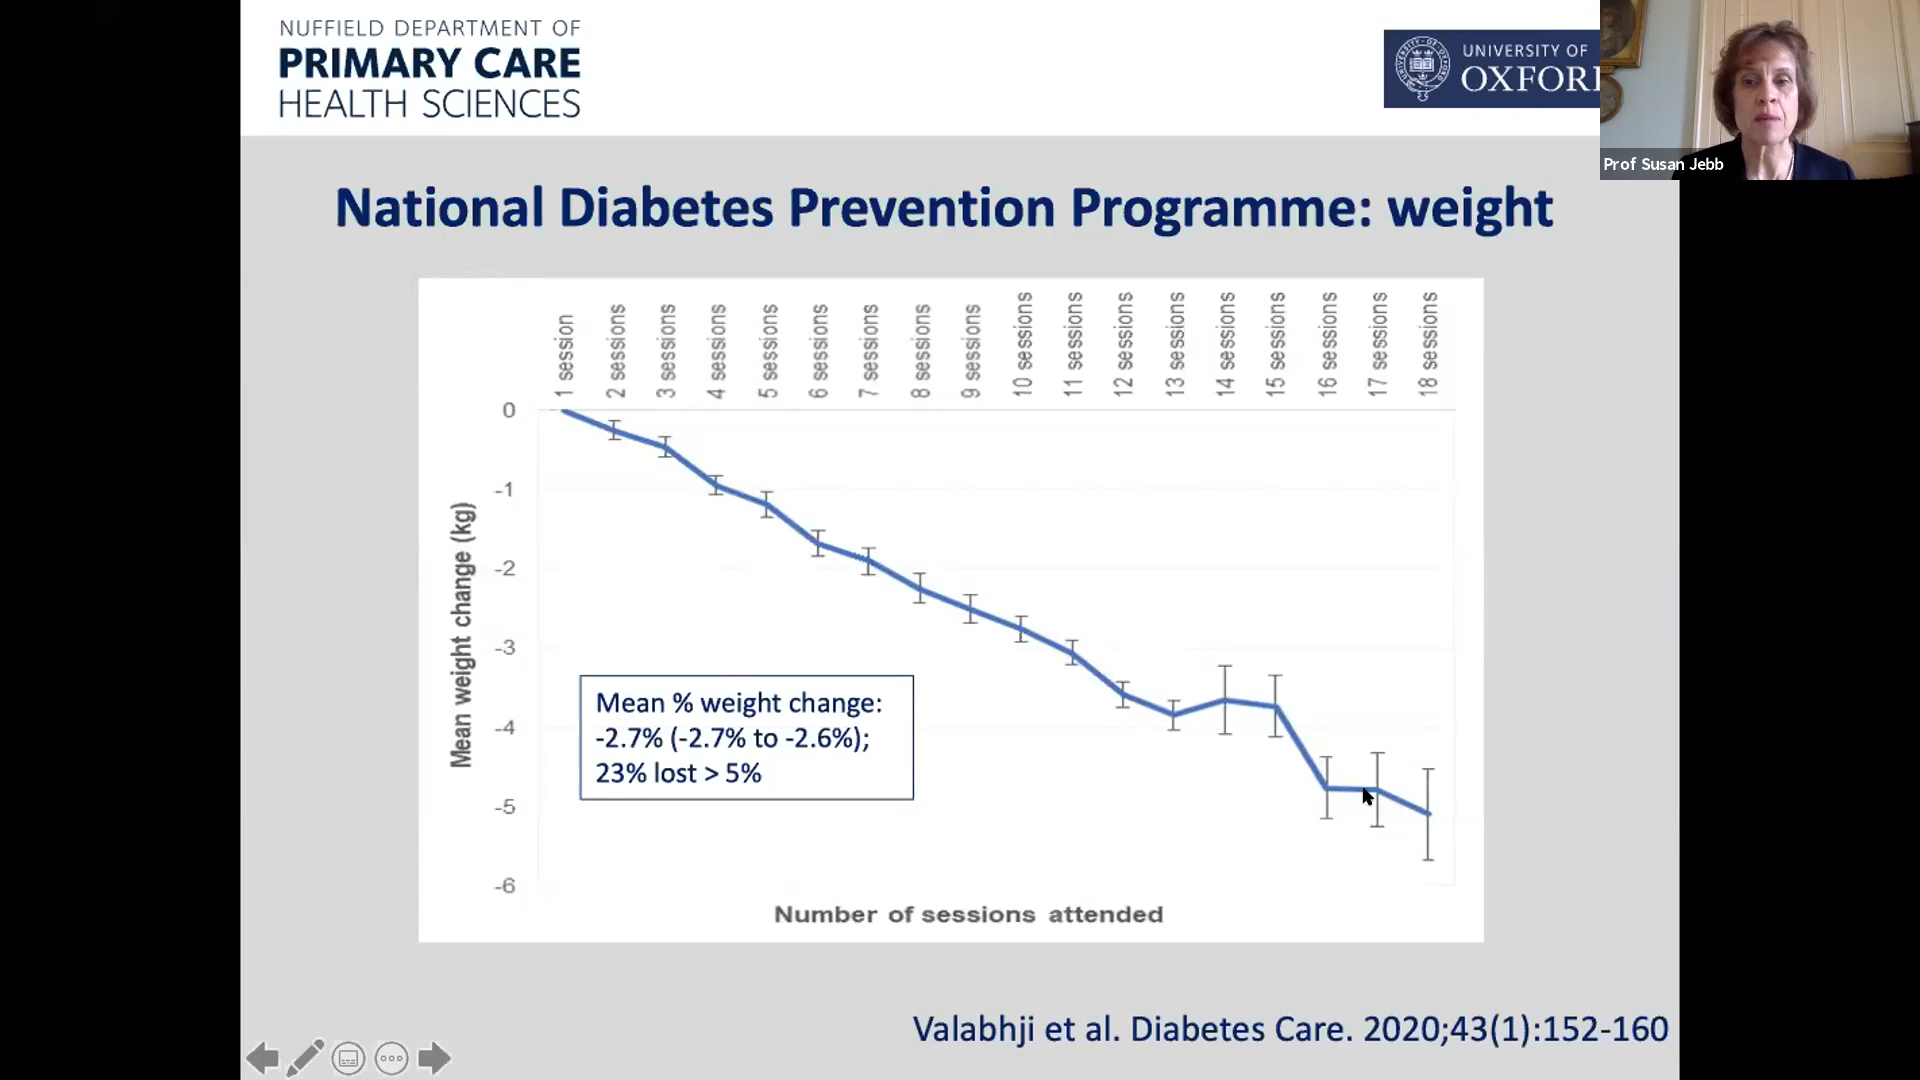 NUFFIELD DEPARTMENT OF
PRIMARY CARE
HEALTH SCIENCES
UNIVERSITY OF
OXFOR
Prof Susan Jebb
National Diabetes Prevention Programme: weight
1 session
2 sessions
3 sessions
4 sessions
5 sessions
6 sessions
7 sessions
8 sessions
9 sessions
10 sessions
11 sessions
12 sessions
13 sessions
14 sessions
15 sessions
16 sessions
17 sessions
18 sessions
0
-1
-2
-3
-4
-5
-6
Mean weight change (kg)
Mean % weight change:
-2.7% (-2.7% to -2.6%);
23% lost > 5%
Number of sessions attended
Valabhji et al. Diabetes Care. 2020;43(1):152-160